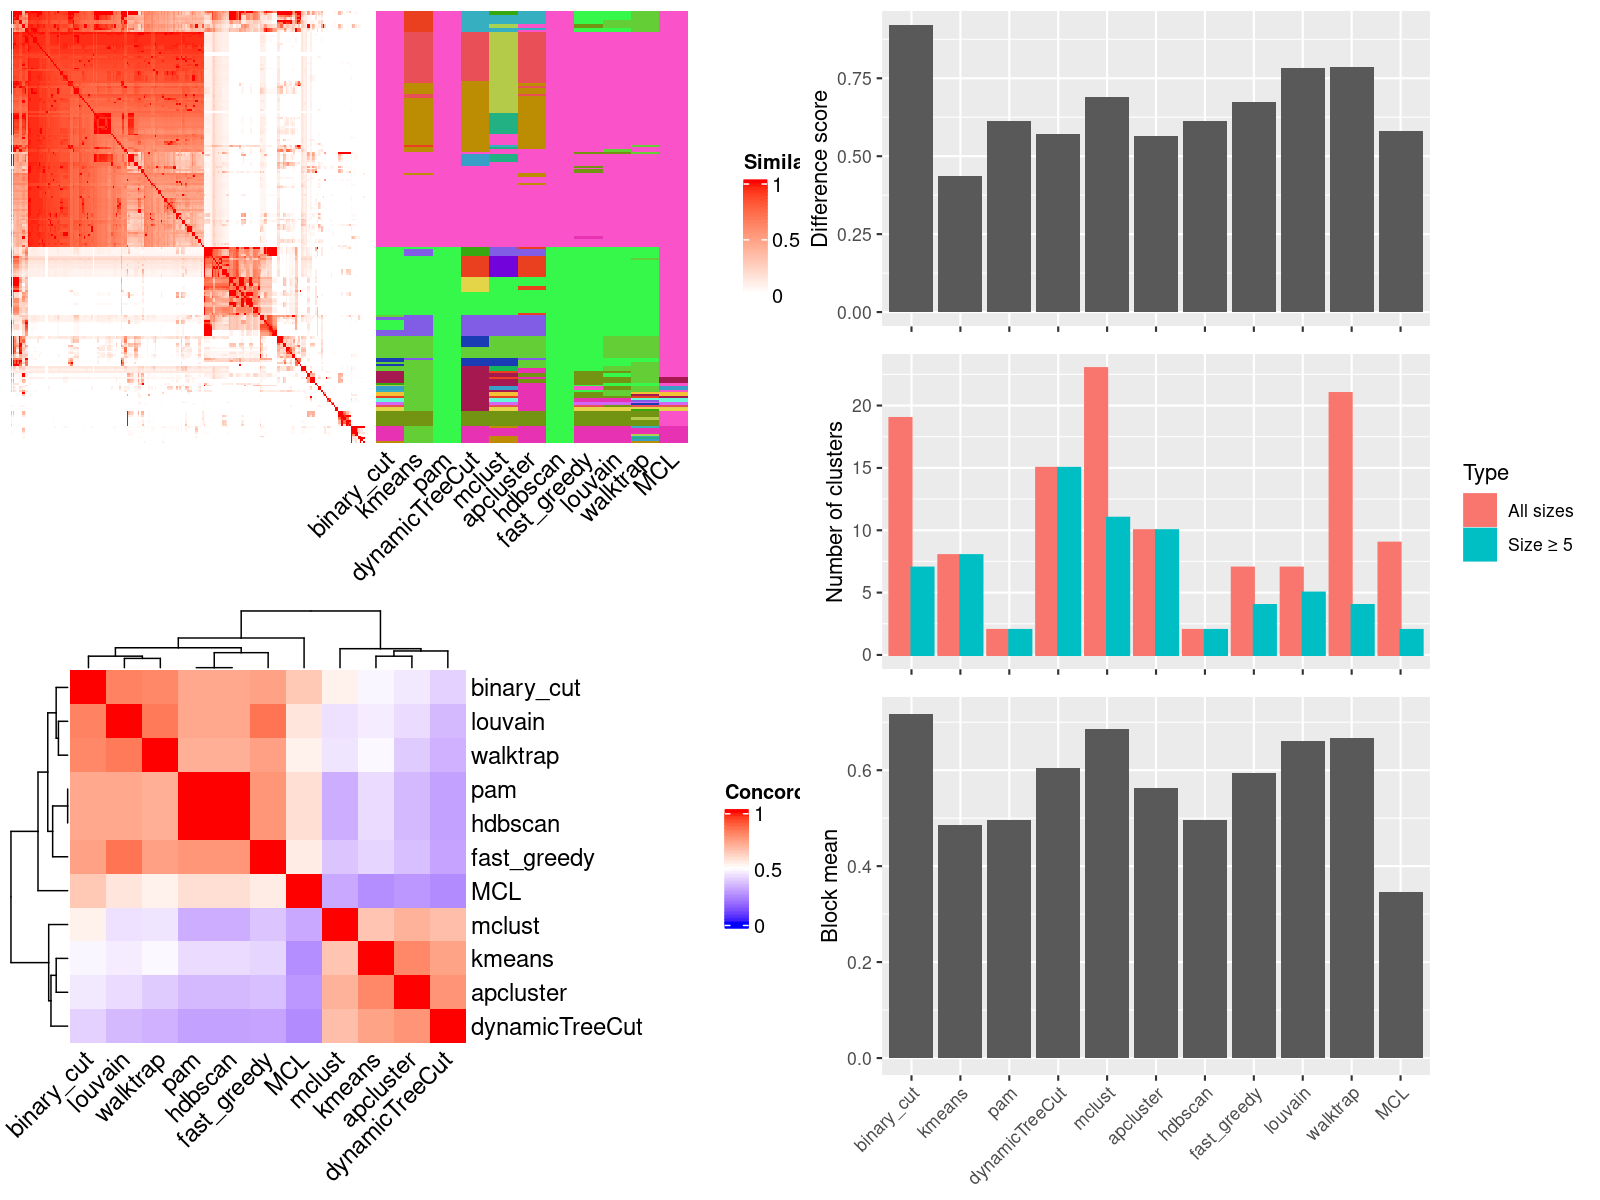 Simila
1
0.5
0
binary_cut
kmeans
pam
dynamicTreeCut
mclust
apcluster
hdbscan
fast_greedy
louvain
walktrap
MCL
Difference score
0.75
0.50
0.25
0.00
Number of clusters
20
15
10
5
0
Type
All sizes
Size ≥ 5
binary_cut
louvain
walktrap
pam
hdbscan
fast_greedy
MCL
mclust
kmeans
apcluster
dynamicTreeCut
binary_cut
louvain
walktrap
pam
hdbscan
fast_greedy
MCL
mclust
kmeans
apcluster
dynamicTreeCut
Concord
1
0.5
0
Block mean
0.6
0.4
0.2
0.0
binary_cut
kmeans
pam
dynamicTreeCut
mclust
apcluster
hdbscan
fast_greedy
louvain
walktrap
MCL